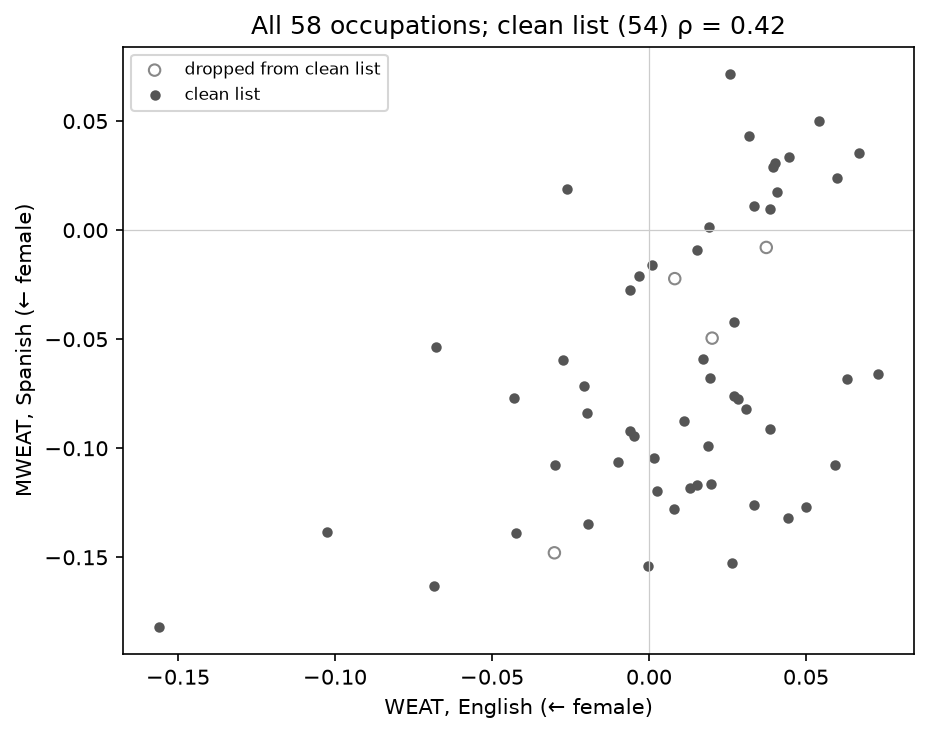 All 58 occupations; clean list (54) ρ = 0.42
dropped from clean list
clean list
0.05
0.00
−0.05
−0.10
−0.15
MWEAT, Spanish (← female)
−0.15
−0.10
−0.05
0.00
0.05
WEAT, English (← female)